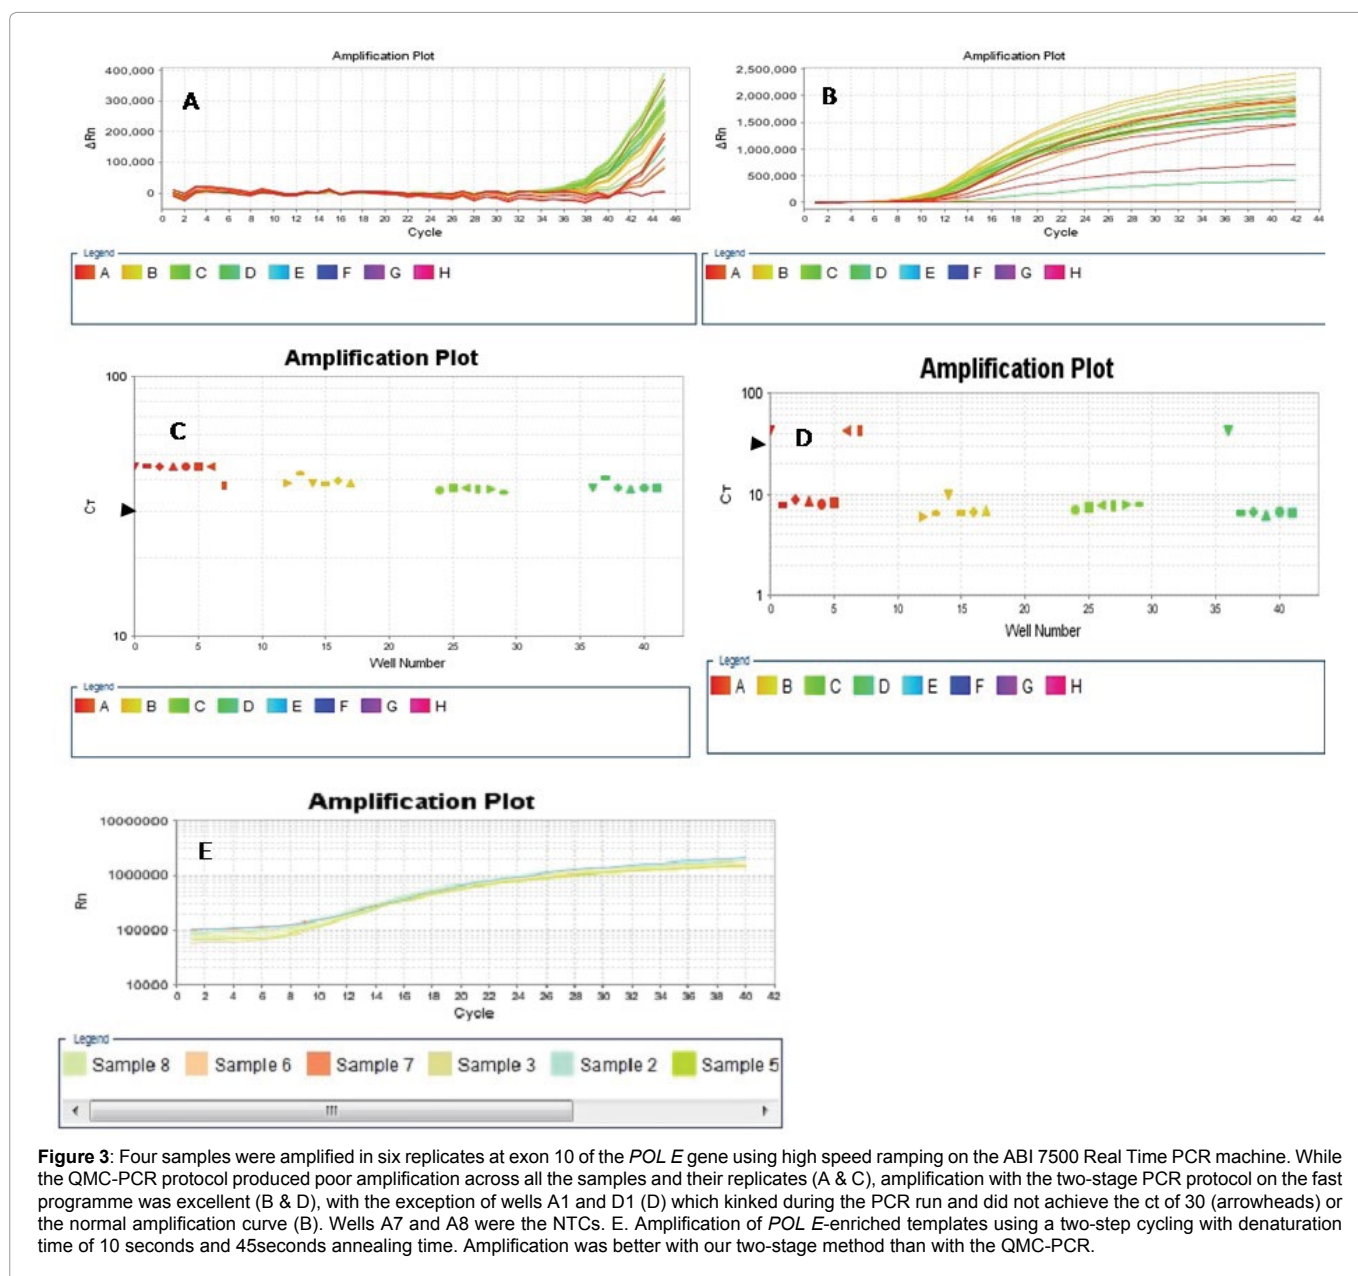 Amplification Plot
400,000
300,000
200,000
100,000
0
ΔRn
A
0 2 4 6 8 10 12 14 16 18 20 22 24 26 28 30 32 34 36 38 40 42 44 46
Cycle
Legend
A B C D E F G H
Amplification Plot
2,500,000
2,000,000
1,500,000
1,000,000
500,000
0
ΔRn
B
0 2 4 6 8 10 12 14 16 18 20 22 24 26 28 30 32 34 36 38 40 42 44
Cycle
Legend
A B C D E F G H
Amplification Plot
100
10
CT
C
0 5 10 15 20 25 30 35 40
Well Number
Legend
A B C D E F G H
Amplification Plot
100
10
1
CT
D
0 5 10 15 20 25 30 35 40
Well Number
Legend
A B C D E F G H
Amplification Plot
10000000
1000000
100000
10000
Rn
E
0 2 4 6 8 10 12 14 16 18 20 22 24 26 28 30 32 34 36 38 40 42
Cycle
Legend
Sample 8 Sample 6 Sample 7 Sample 3 Sample 2 Sample 5
Figure 3: Four samples were amplified in six replicates at exon 10 of the POL E gene using high speed ramping on the ABI 7500 Real Time PCR machine. While
the QMC-PCR protocol produced poor amplification across all the samples and their replicates (A & C), amplification with the two-stage PCR protocol on the fast
programme was excellent (B & D), with the exception of wells A1 and D1 (D) which kinked during the PCR run and did not achieve the ct of 30 (arrowheads) or
the normal amplification curve (B). Wells A7 and A8 were the NTCs. E. Amplification of POL E-enriched templates using a two-step cycling with denaturation
time of 10 seconds and 45seconds annealing time. Amplification was better with our two-stage method than with the QMC-PCR.